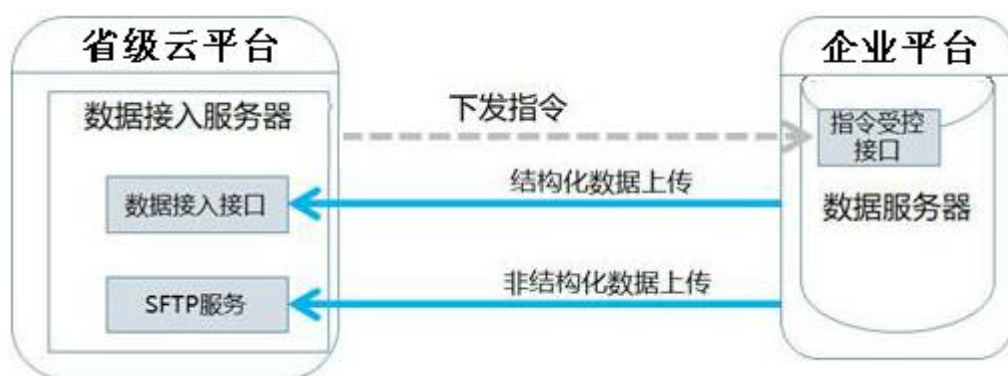 省级云平台
企业平台
数据接入服务器
下发指令
指令受控
接口
数据接入接口
结构化数据上传
数据服务器
SFTP服务
非结构化数据上传